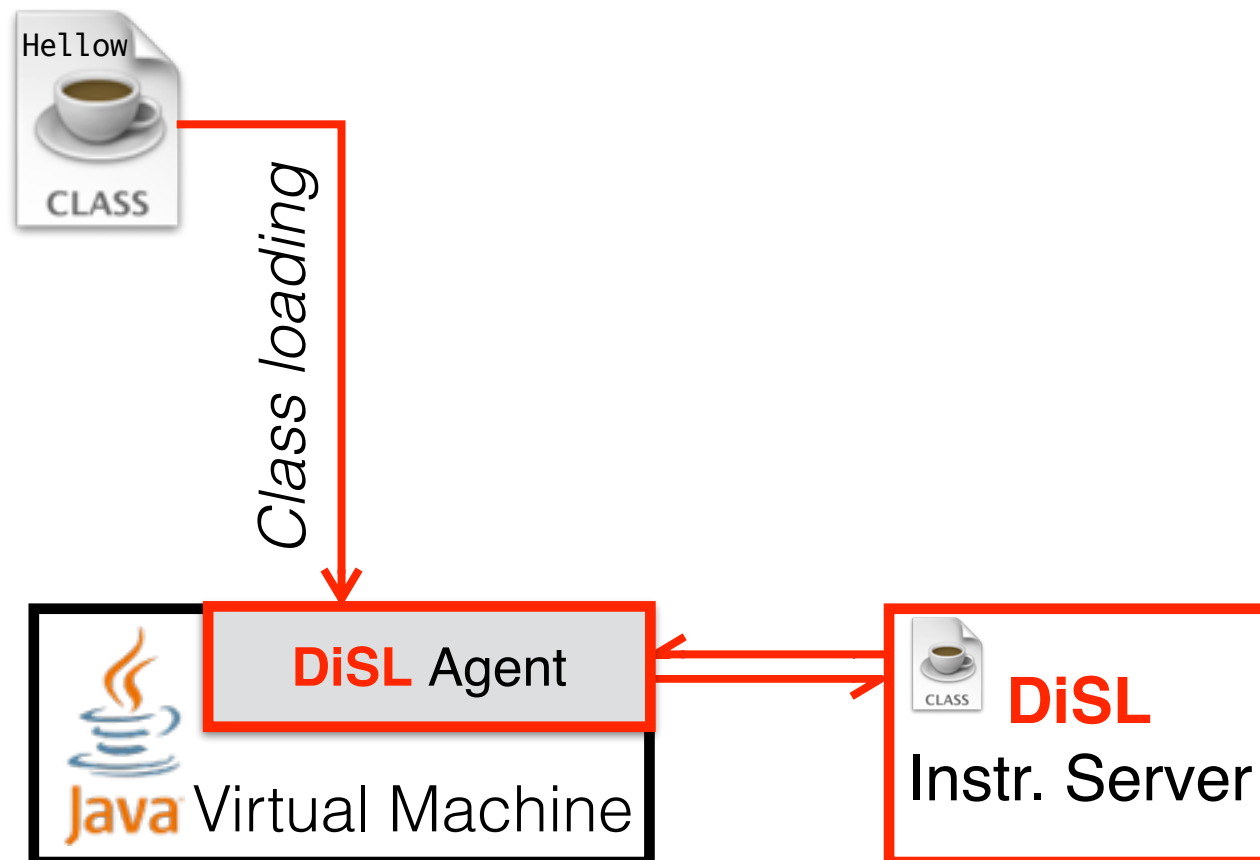 Hellow
CLASS
Class loading
DiSL Agent
Java Virtual Machine
CLASS
DiSL
Instr. Server